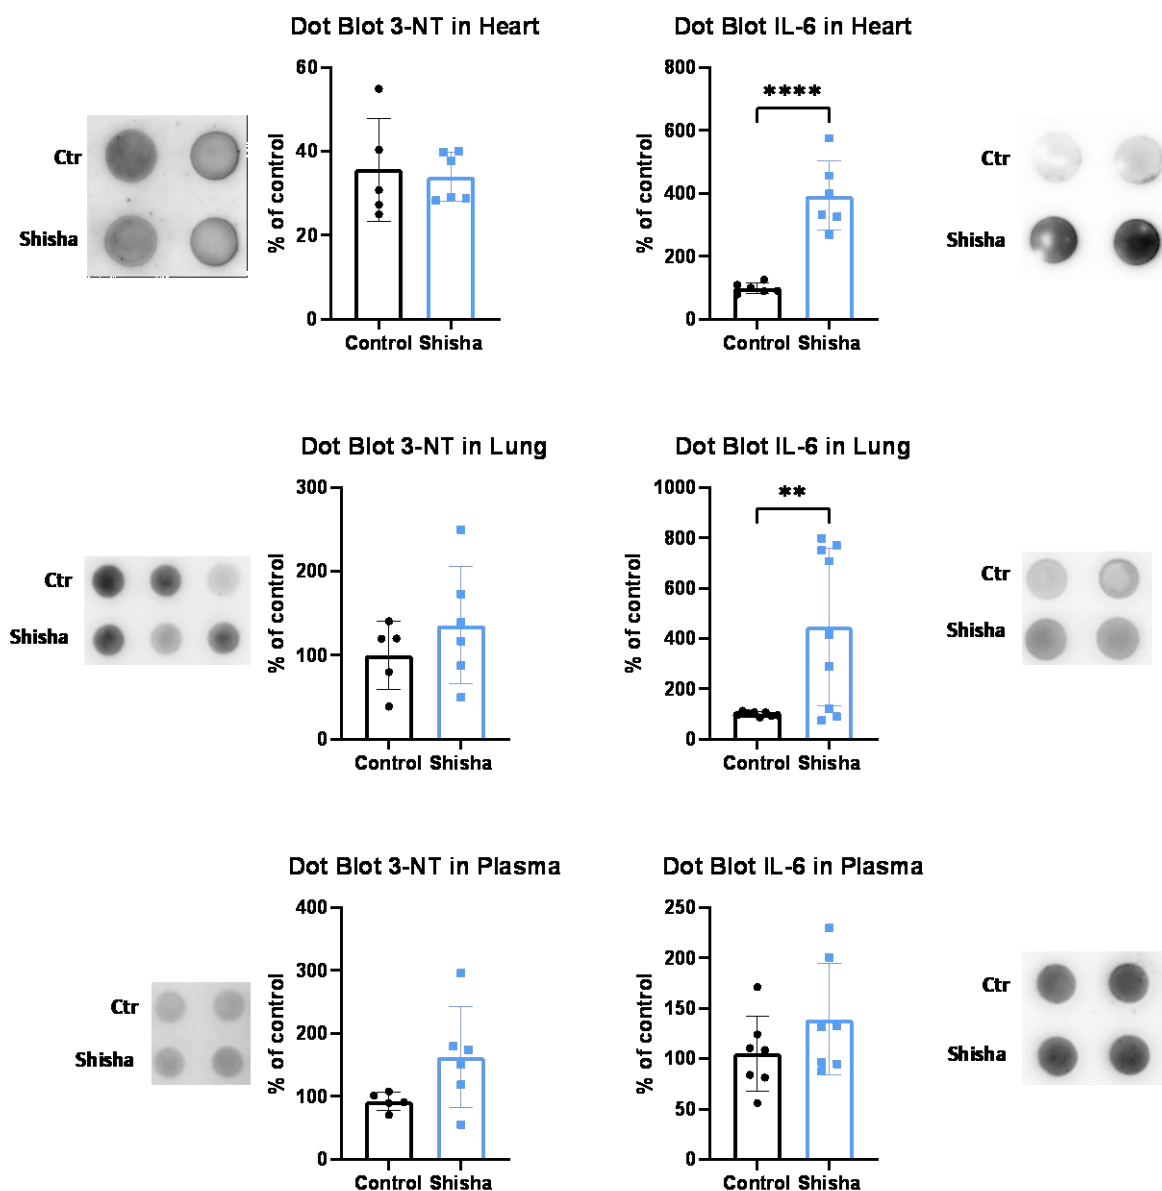 Dot Blot 3-NT in Heart
Dot Blot IL-6 in Heart
60
40
20
0
% of control
Control Shisha
Ctr
Shisha
800
600
400
200
0
% of control
****
Control Shisha
Ctr
Shisha
Dot Blot 3-NT in Lung
Dot Blot IL-6 in Lung
Ctr
Shisha
300
200
100
0
% of control
Control Shisha
1000
800
600
400
200
0
% of control
**
Control Shisha
Ctr
Shisha
Dot Blot 3-NT in Plasma
Dot Blot IL-6 in Plasma
Ctr
Shisha
400
300
200
100
0
% of control
Control Shisha
250
200
150
100
50
0
% of control
Control Shisha
Ctr
Shisha